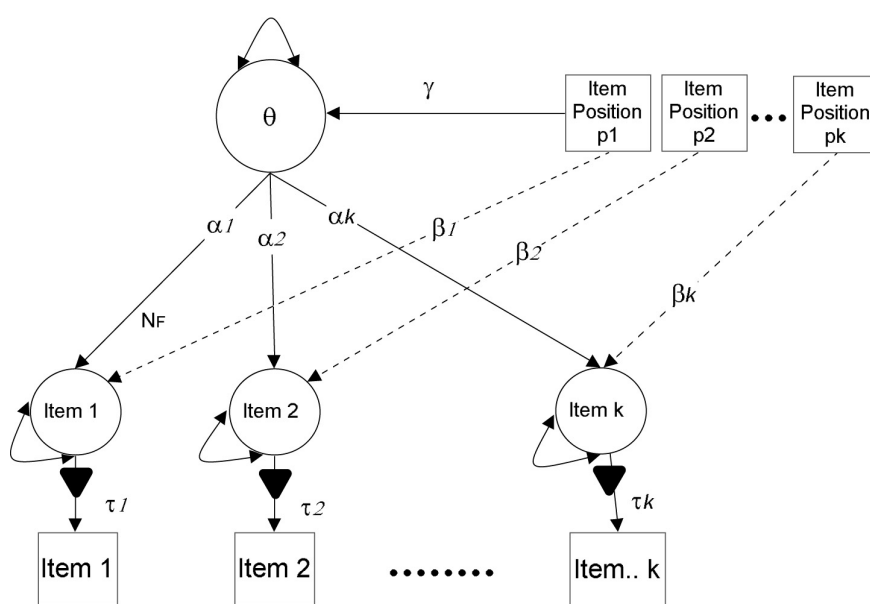 θ
γ
Item
Position
p1
Item
Position
p2
Item
Position
pk
α1
α2
αk
β1
β2
βk
NF
Item 1
Item 2
Item k
τ1
τ2
τk
Item 1
Item 2
Item.. k